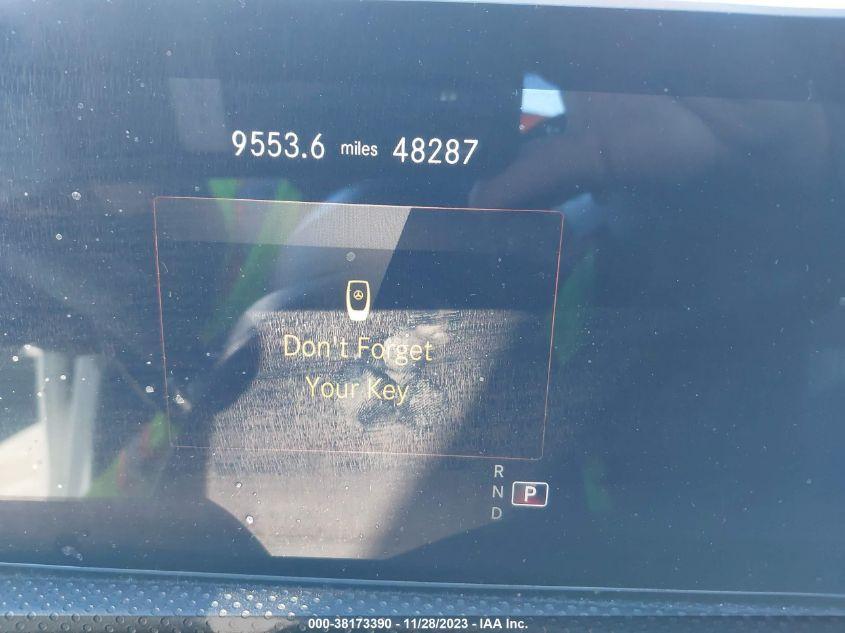 9553.6 miles 48287
Don't Forget
Your Key
R
N P
D
000-38173390 - 11/28/2023 - IAA Inc.